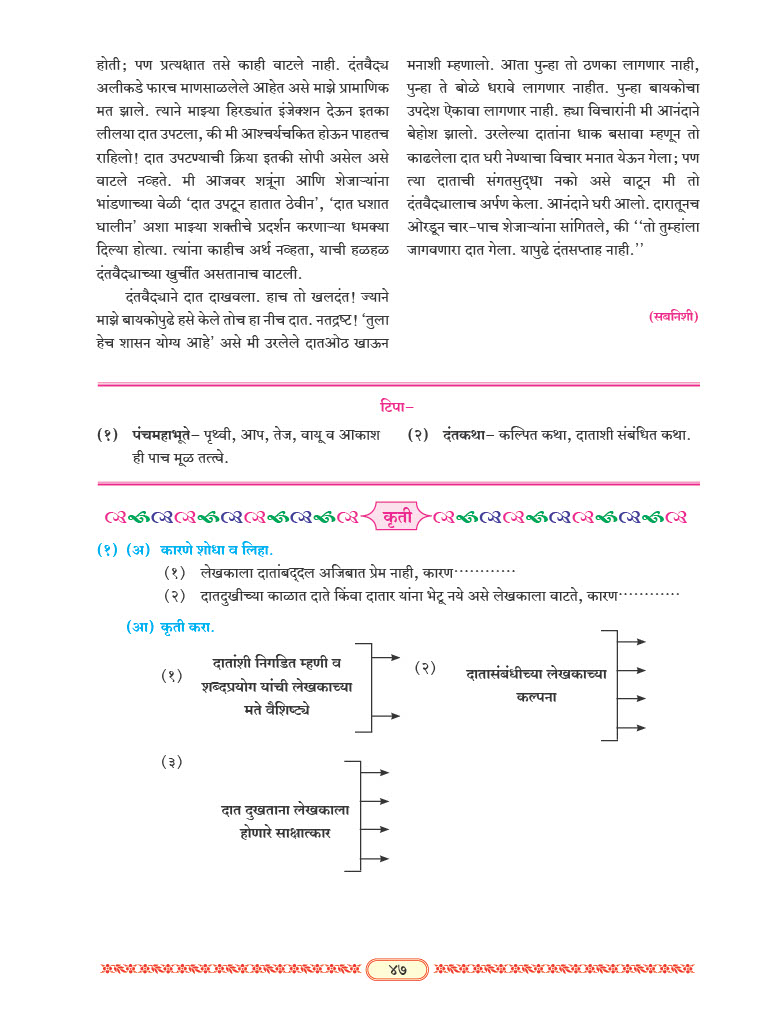 होती; पण प्रत्यक्षात तसे काही वाटले नाही. दंतवैद्य
अलीकडे फारच माणसाळलेले आहेत असे माझे प्रामाणिक
मत झाले. त्याने माझ्या हिरड्यांत इंजेक्शन देऊन इतका
लीलया दात उपटला, की मी आश्चर्यचकित होऊन पाहतच
राहिलो! दात उपटण्याची क्रिया इतकी सोपी असेल असे
वाटले नव्हते. मी आजवर शत्रूंना आणि शेजाऱ्यांना
भांडणाच्या वेळी ‘दात उपटून हातात ठेवीन’, ‘दात घशात
घालीन’ अशा माझ्या शक्तीचे प्रदर्शन करणाऱ्या धमक्या
दिल्या होत्या. त्यांना काहीच अर्थ नव्हता, याची हळहळ
दंतवैद्याच्या खुर्चीत असतानाच वाटली.
दंतवैद्याने दात दाखवला. हाच तो खलदंत! ज्याने
माझे बायकोपुढे हसे केले तोच हा नीच दात. नतद्रष्ट! ‘तुला
हेच शासन योग्य आहे’ असे मी उरलेले दातओठ खाऊन
मनाशी म्हणालो. आता पुन्हा तो ठणका लागणार नाही,
पुन्हा ते बोळे धरावे लागणार नाहीत. पुन्हा बायकोचा
उपदेश ऐकावा लागणार नाही. ह्या विचारांनी मी आनंदाने
बेहोश झालो. उरलेल्या दातांना धाक बसावा म्हणून तो
काढलेला दात घरी नेण्याचा विचार मनात येऊन गेला; पण
त्या दाताची संगतसुद्धा नको असे वाटून मी तो
दंतवैद्यालाच अर्पण केला. आनंदाने घरी आलो. दारातूनच
ओरडून चार-पाच शेजाऱ्यांना सांगितले, की ‘‘तो तुम्हांला
जागवणारा दात गेला. यापुढे दंतसप्ताह नाही.’’
(सबनिशी)
टिपा–
(१) पंचमहाभूते– पृथ्वी, आप, तेज, वायू व आकाश
ही पाच मूळ तत्त्वे.
(२) दंतकथा– कल्पित कथा, दाताशी संबंधित कथा.
कृती
(१) (अ) कारणे शोधा व लिहा.
(१) लेखकाला दातांबद्दल अजिबात प्रेम नाही, कारण............
(२) दातदुखीच्या काळात दाते किंवा दातार यांना भेटू नये असे लेखकाला वाटते, कारण............
(आ) कृती करा.
(१) दातांशी निगडित म्हणी व
शब्दप्रयोग यांची लेखकाच्या
मते वैशिष्ट्ये
(२) दातासंबंधीच्या लेखकाच्या
कल्पना
(३)
दात दुखताना लेखकाला
होणारे साक्षात्कार
४७